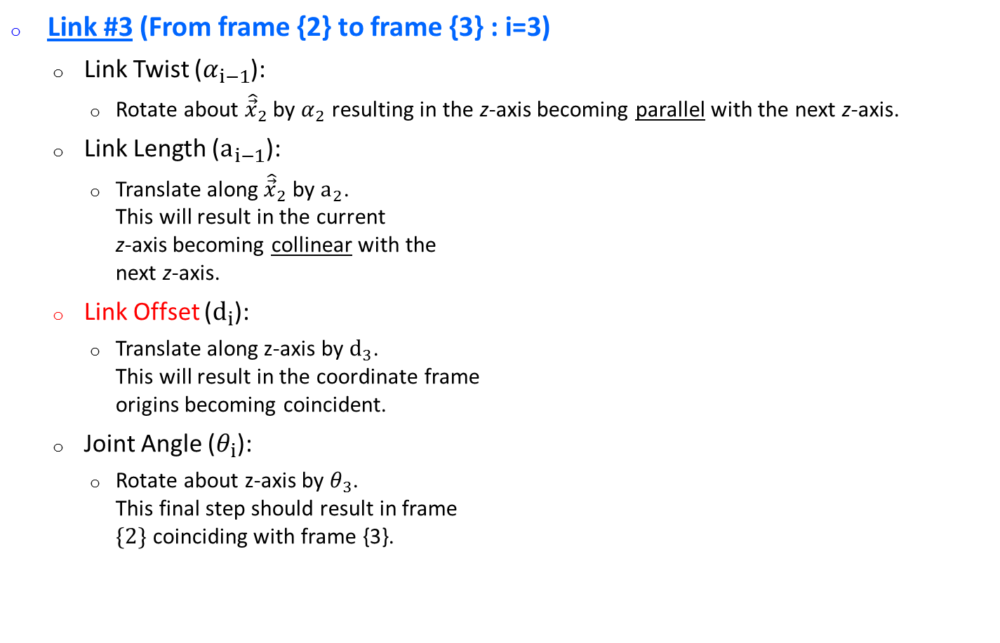 ○ Link #3 (From frame {2} to frame {3} : i=3)
○ Link Twist (α_{i−1}):
○ Rotate about \hat{\vec{x}}_2 by α_2 resulting in the z-axis becoming parallel with the next z-axis.
○ Link Length (a_{i−1}):
○ Translate along \hat{\vec{x}}_2 by a_2.
This will result in the current
z-axis becoming collinear with the
next z-axis.
○ Link Offset (d_i):
○ Translate along z-axis by d_3.
This will result in the coordinate frame
origins becoming coincident.
○ Joint Angle (θ_i):
○ Rotate about z-axis by θ_3.
This final step should result in frame
{2} coinciding with frame {3}.